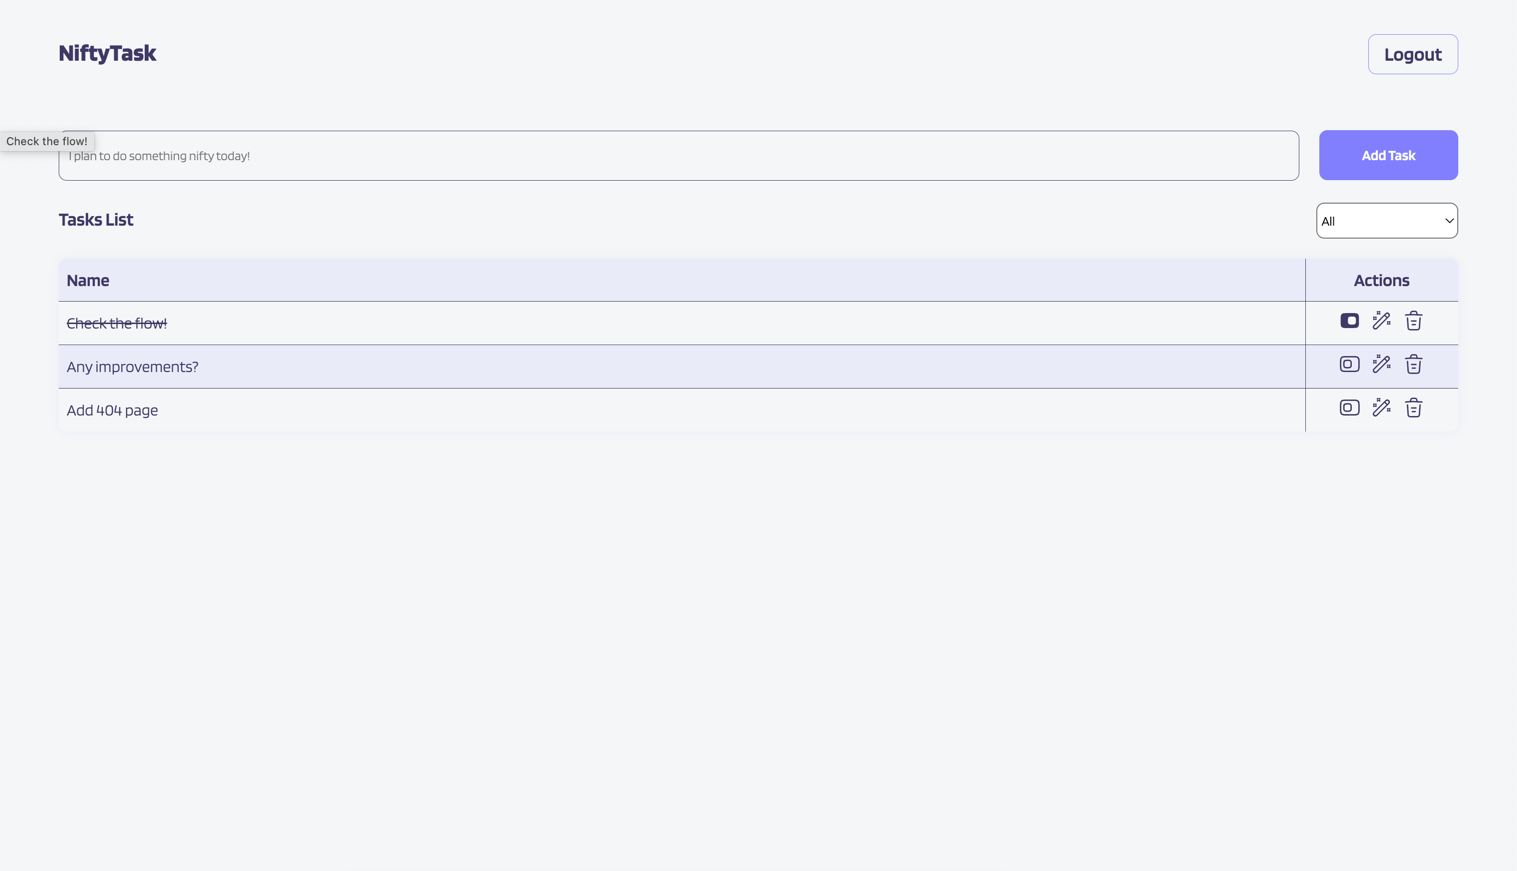 NiftyTask
Logout
Check the flow!
I plan to do something nifty today!
Add Task
Tasks List
All
Name
Actions
Check the flow!
Any improvements?
Add 404 page